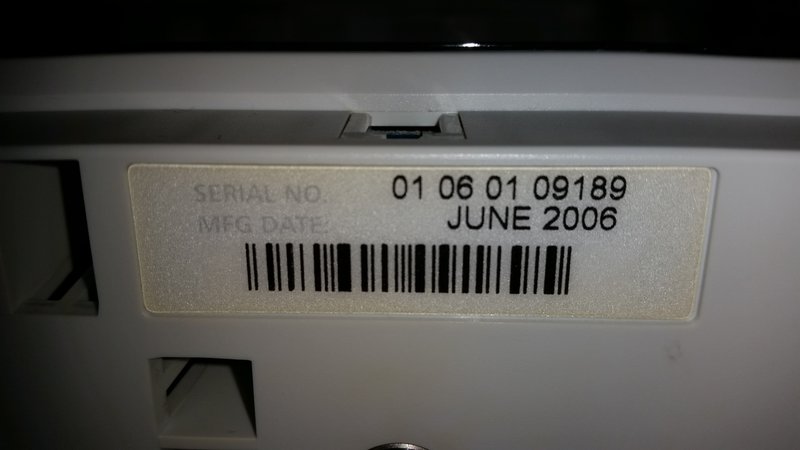 SERIAL NO. 01 06 01 09189
MFG DATE: JUNE 2006